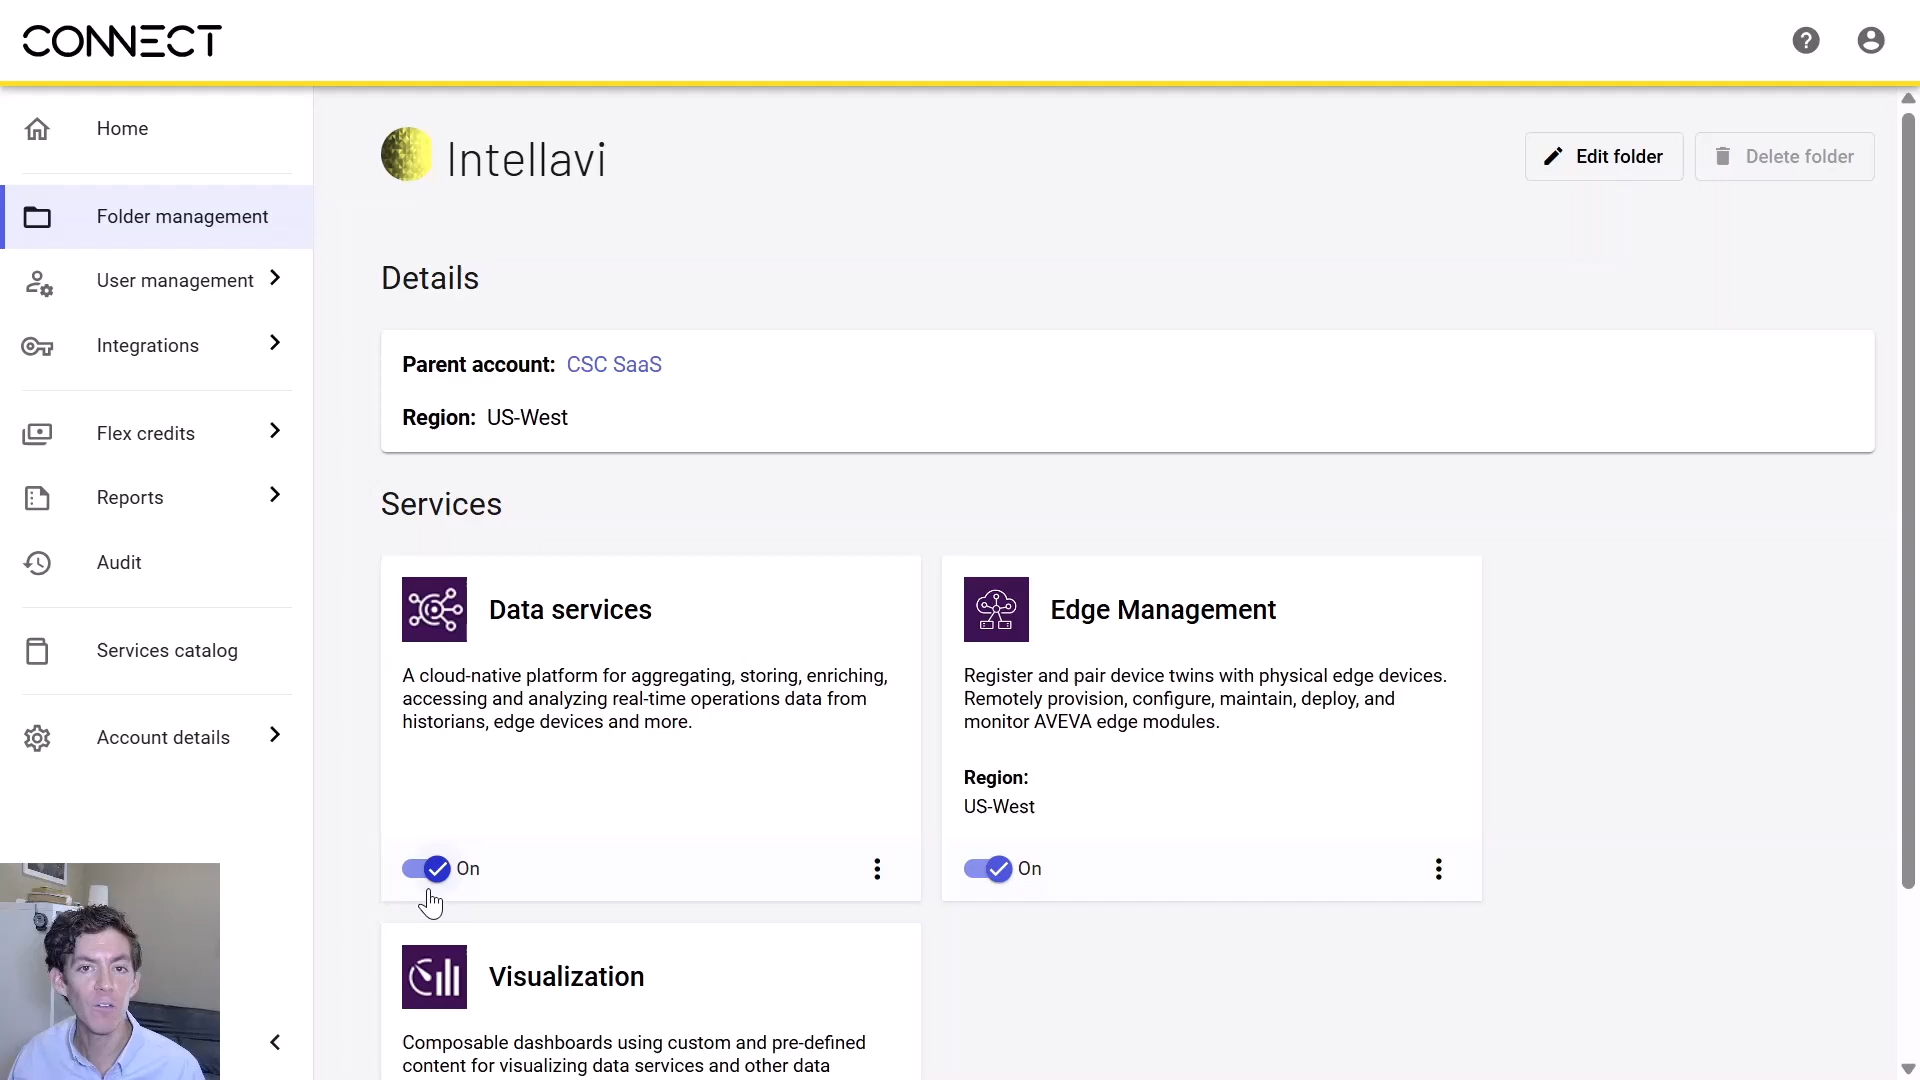 CONNECT
Home
Folder management
User management
Integrations
Flex credits
Reports
Audit
Services catalog
Account details
Intellavi
Edit folder
Delete folder
Details
Parent account: CSC SaaS
Region: US-West
Services
Data services
A cloud-native platform for aggregating, storing, enriching,
accessing and analyzing real-time operations data from
historians, edge devices and more.
On
Edge Management
Register and pair device twins with physical edge devices.
Remotely provision, configure, maintain, deploy, and
monitor AVEVA edge modules.
Region:
US-West
On
Visualization
Composable dashboards using custom and pre-defined
content for visualizing data services and other data